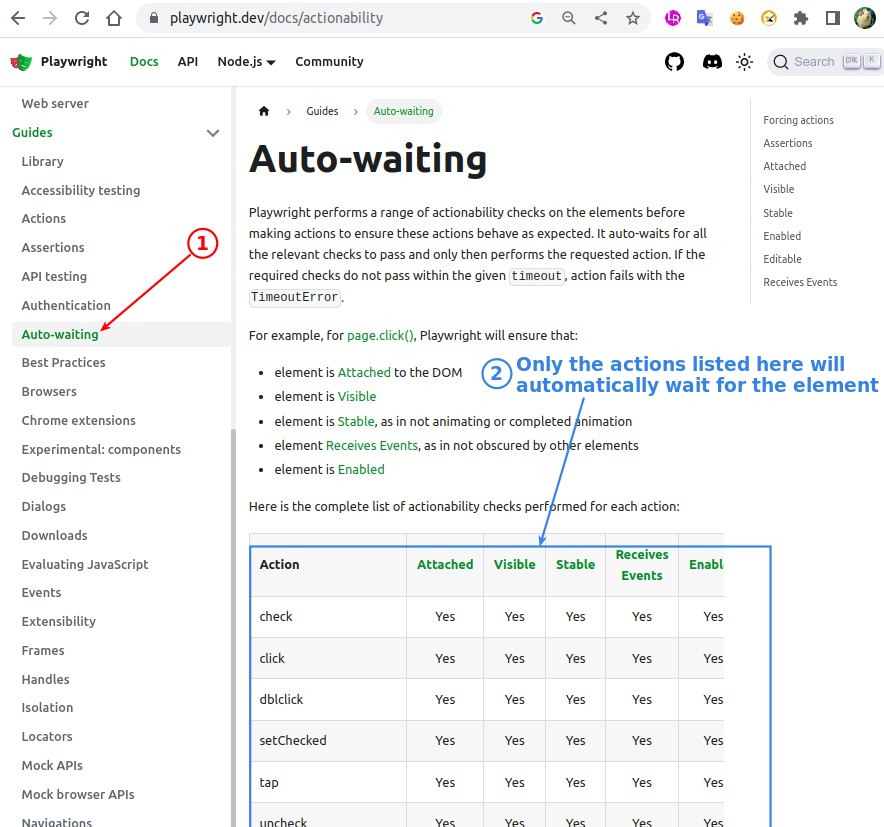 playwright.dev/docs/actionability
Playwright Docs API Node.js Community Search CTRL K
Web server
Guides
Library
Accessibility testing
Actions
Assertions
API testing
Authentication
Auto-waiting
Best Practices
Browsers
Chrome extensions
Experimental: components
Debugging Tests
Dialogs
Downloads
Evaluating JavaScript
Events
Extensibility
Frames
Handles
Isolation
Locators
Mock APIs
Mock browser APIs
Navigations
1
Guides Auto-waiting
Auto-waiting
Playwright performs a range of actionability checks on the elements before
making actions to ensure these actions behave as expected. It auto-waits for all
the relevant checks to pass and only then performs the requested action. If the
required checks do not pass within the given timeout, action fails with the
TimeoutError.
For example, for page.click(), Playwright will ensure that:
element is Attached to the DOM
element is Visible
element is Stable, as in not animating or completed animation
element Receives Events, as in not obscured by other elements
element is Enabled
2 Only the actions listed here will
automatically wait for the element
Here is the complete list of actionability checks performed for each action:
Action Attached Visible Stable Receives Events Enabl
check Yes Yes Yes Yes Yes
click Yes Yes Yes Yes Yes
dblclick Yes Yes Yes Yes Yes
setChecked Yes Yes Yes Yes Yes
tap Yes Yes Yes Yes Yes
uncheck Yes Yes Yes Yes Yes
Forcing actions
Assertions
Attached
Visible
Stable
Enabled
Editable
Receives Events